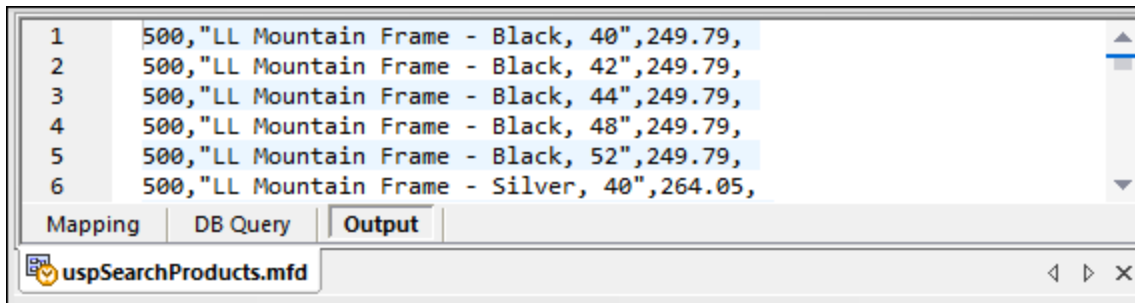 1 500,"LL Mountain Frame - Black, 40",249.79,
2 500,"LL Mountain Frame - Black, 42",249.79,
3 500,"LL Mountain Frame - Black, 44",249.79,
4 500,"LL Mountain Frame - Black, 48",249.79,
5 500,"LL Mountain Frame - Black, 52",249.79,
6 500,"LL Mountain Frame - Silver, 40",264.05,
Mapping DB Query Output
uspSearchProducts.mfd